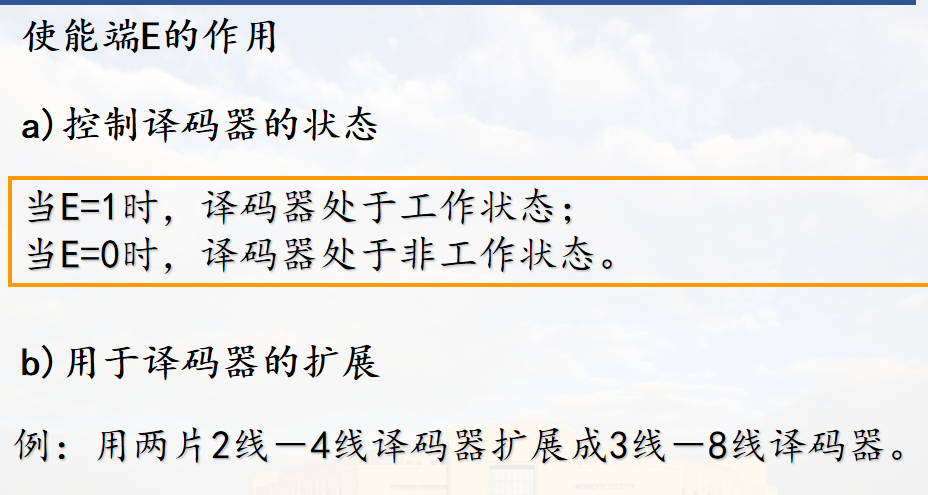 使能端E的作用
a)控制译码器的状态
当E=1时，译码器处于工作状态；
当E=0时，译码器处于非工作状态。
b)用于译码器的扩展
例：用两片2线－4线译码器扩展成3线－8线译码器。